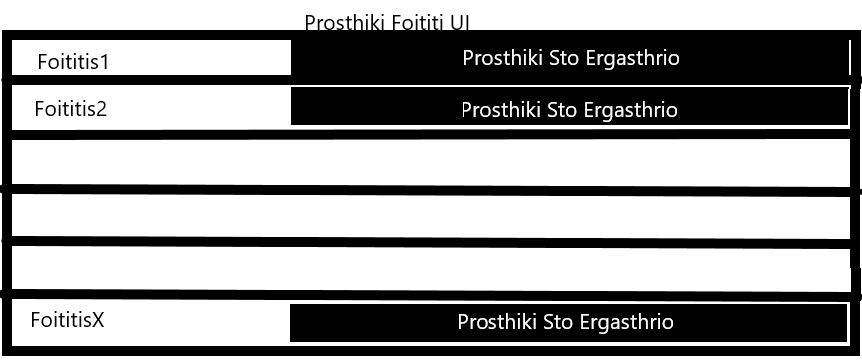 Prosthiki Foititi UI
Foititis1 Prosthiki Sto Ergasthrio
Foititis2 Prosthiki Sto Ergasthrio
FoititisX Prosthiki Sto Ergasthrio